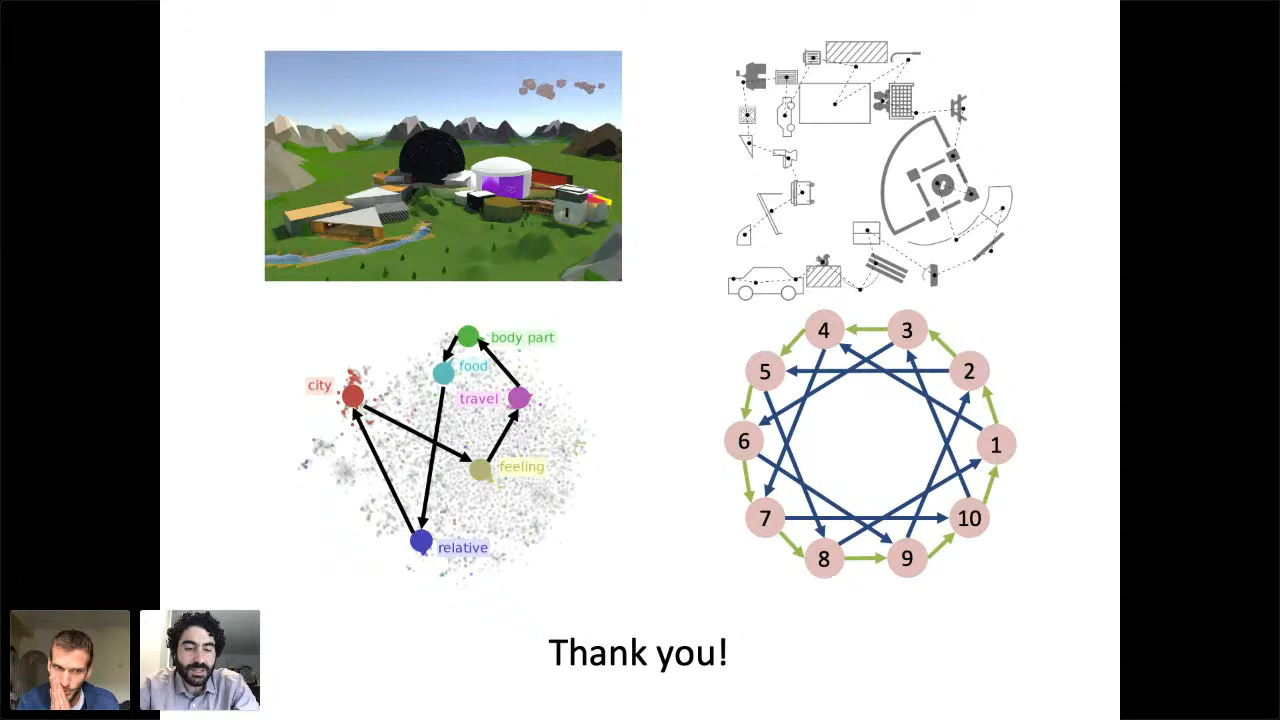 body part
food
city
travel
feeling
relative
4
3
5
2
6
1
7
10
8
9
Thank you!